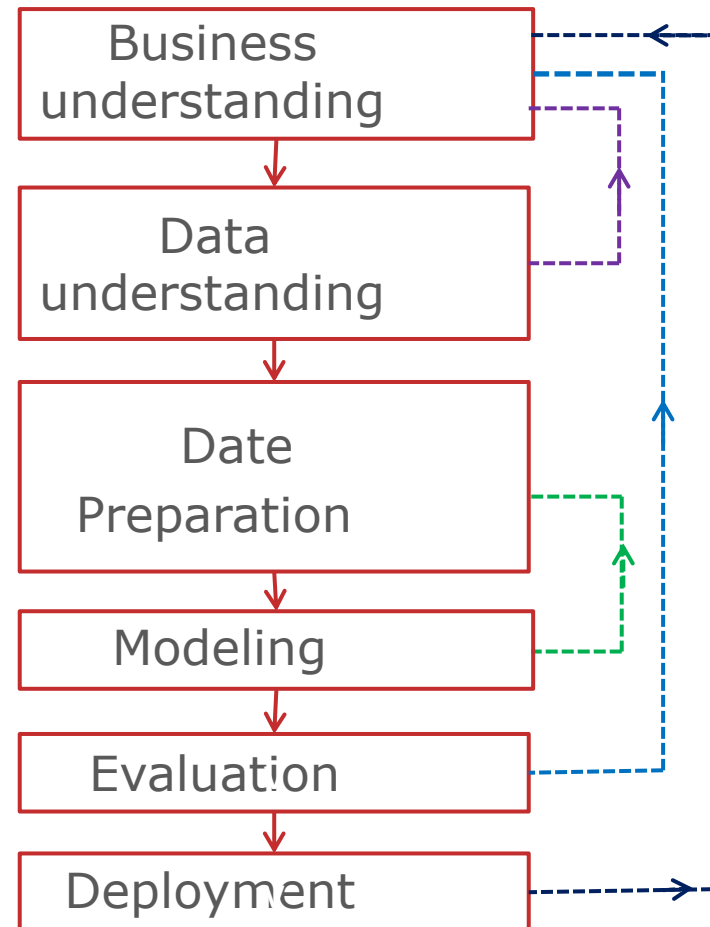 Business
understanding
Data
understanding
Date
Preparation
Modeling
Evaluation
Deployment